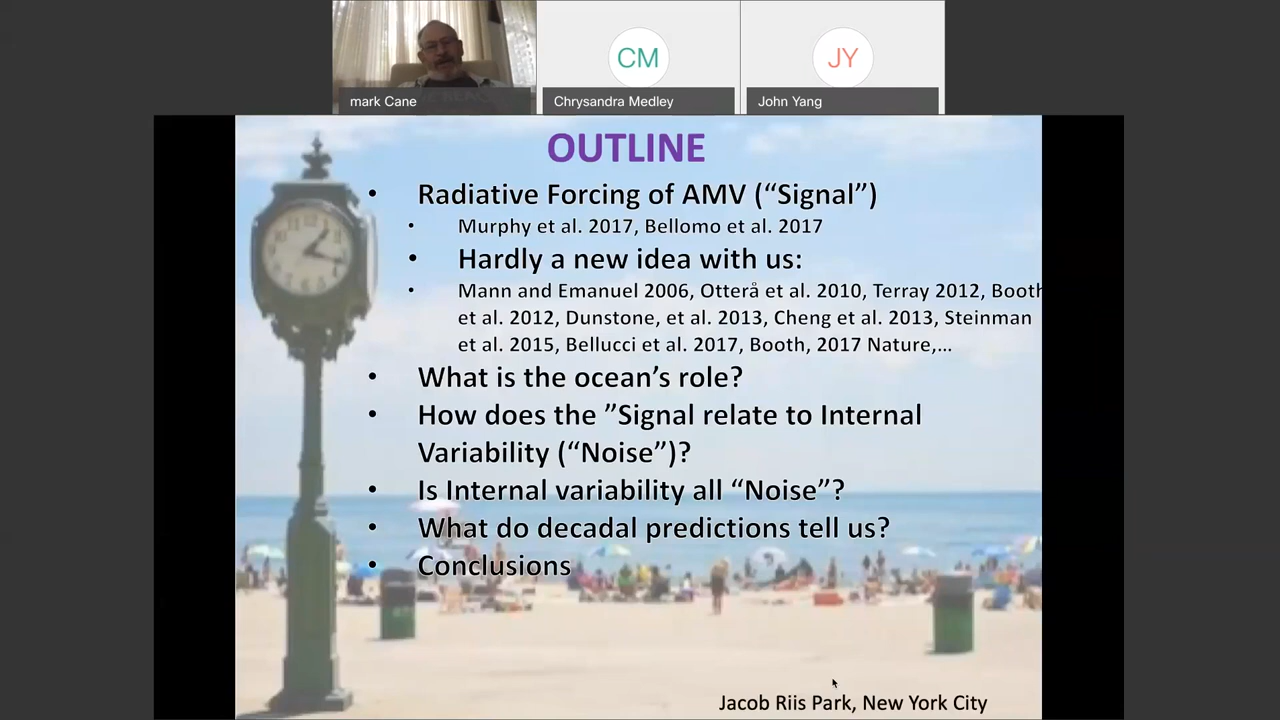 mark Cane
CM
Chrysandra Medley
JY
John Yang
OUTLINE
• Radiative Forcing of AMV (“Signal”)
• Murphy et al. 2017, Bellomo et al. 2017
• Hardly a new idea with us:
• Mann and Emanuel 2006, Otterå et al. 2010, Terray 2012, Booth
et al. 2012, Dunstone, et al. 2013, Cheng et al. 2013, Steinman
et al. 2015, Bellucci et al. 2017, Booth, 2017 Nature,…
• What is the ocean’s role?
• How does the ”Signal relate to Internal
Variability (“Noise”)?
• Is Internal variability all “Noise”?
• What do decadal predictions tell us?
• Conclusions
Jacob Riis Park, New York City